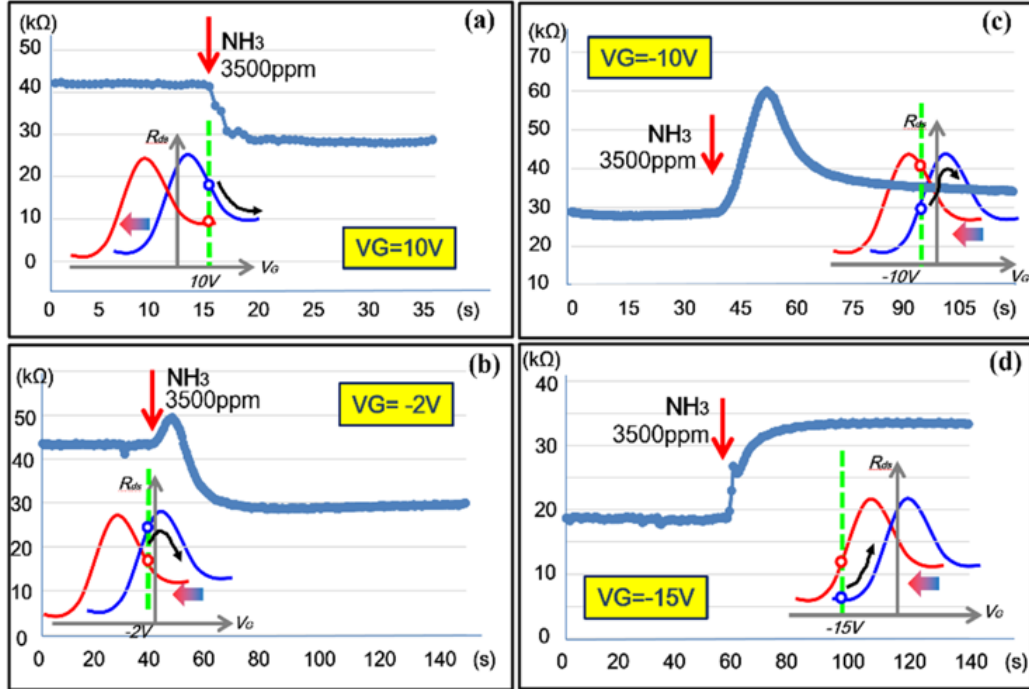 (kΩ)
(a)
50
40
30
20
10
0
NH3
3500ppm
Rds
VG=10V
10V
VG
0 5 10 15 20 25 30 35 (s)
(c)
(kΩ)
80
70
60
50
40
30
20
10
VG=-10V
NH3
3500ppm
Rds
-10V
VG
0 15 30 45 60 75 90 105 (s)
(b)
(kΩ)
50
40
30
20
10
0
NH3
3500ppm
VG= -2V
Rds
-2V
VG
0 20 40 60 80 100 120 140 (s)
(d)
(kΩ)
40
30
20
10
0
NH3
3500ppm
Rds
VG=-15V
-15V
VG
0 20 40 60 80 100 120 140 (s)